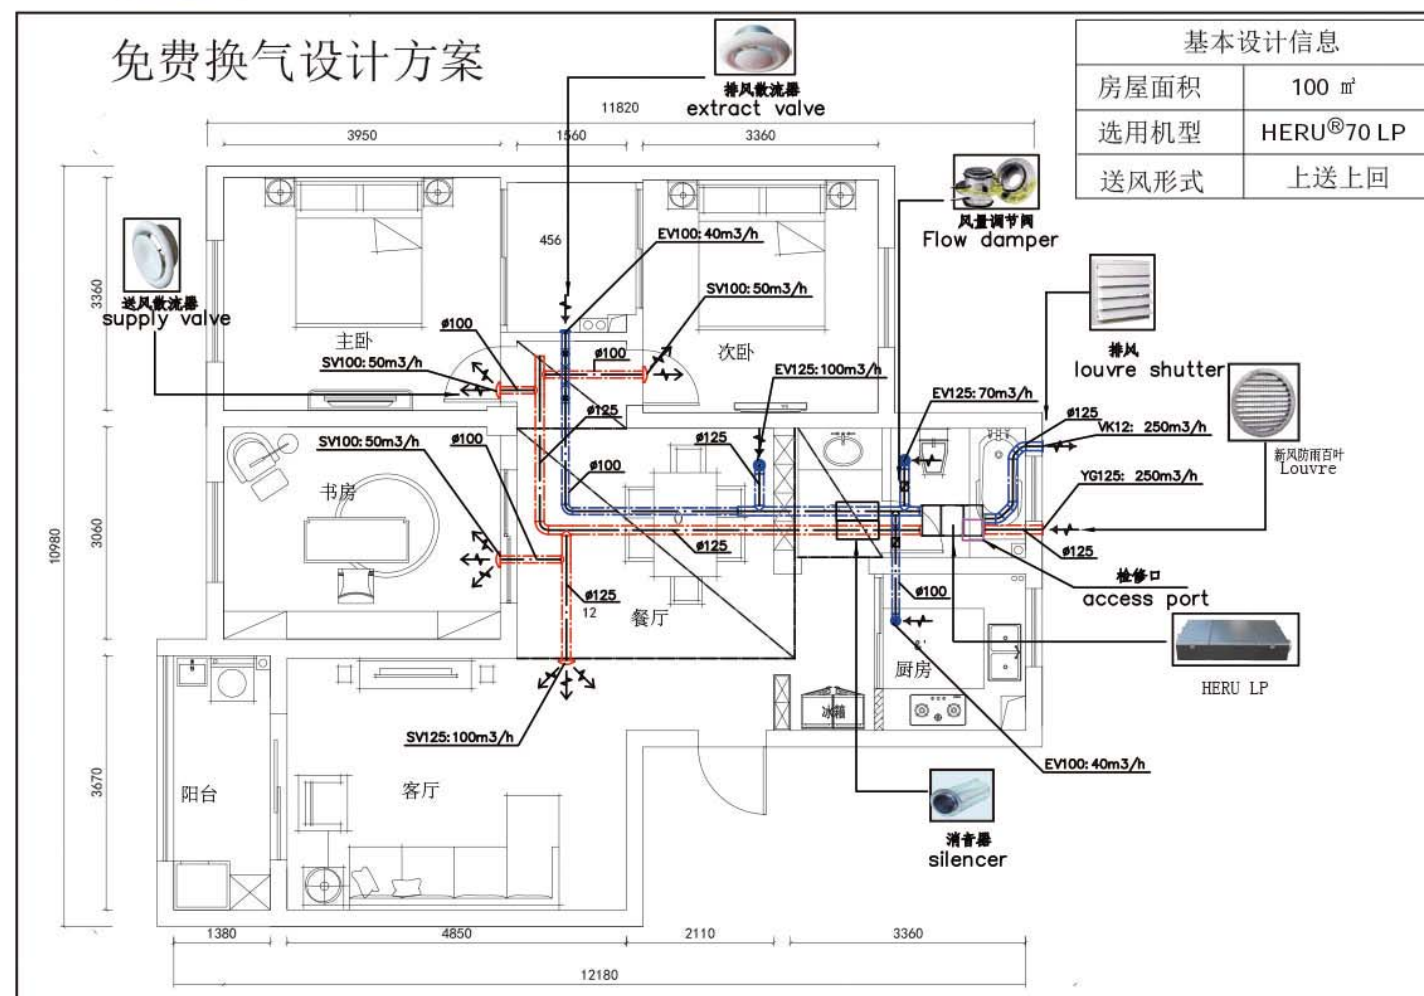 免费换气设计方案
基本设计信息
房屋面积 100 ㎡
选用机型 HERU®70 LP
送风形式 上送上回
排风散流器
extract valve
11820
3950
1560
3360
风量调节阀
Flow damper
送风散流器
supply valve
排风
louvre shutter
新风防雨百叶
Louvre
EV100:40m3/h
456
SV100:50m3/h
3360
主卧
ø100
次卧
SV100:50m3/h
ø100
EV125:100m3/h
EV125:70m3/h
ø125
ø125
VK12: 250m3/h
SV100:50m3/h
ø100
ø125
ø100
YG125: 250m3/h
书房
10980
3060
ø125
ø125
检修口
access port
ø100
ø125
12
餐厅
厨房
HERU LP
冰箱
SV125:100m3/h
EV100:40m3/h
3670
阳台
客厅
消音器
silencer
1380
4850
2110
3360
12180